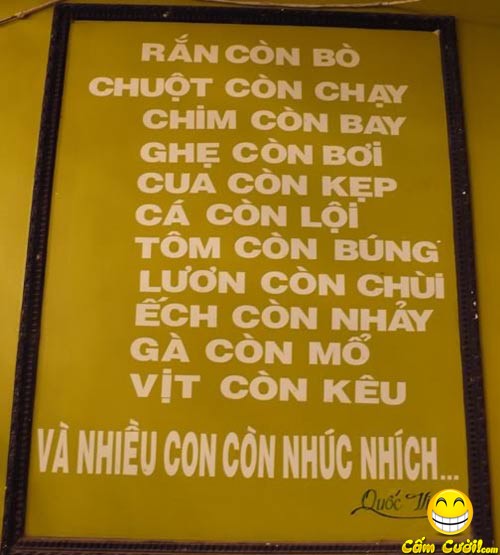 RẮN CÒN BÒ
CHUỘT CÒN CHẠY
CHIM CÒN BAY
GHẸ CÒN BƠI
CUA CÒN KẸP
CÁ CÒN LỘI
TÔM CÒN BÚNG
LƯƠN CÒN CHÙI
ẾCH CÒN NHẢY
GÀ CÒN MỔ
VỊT CÒN KÊU
VÀ NHIỀU CON CÒN NHÚC NHÍCH...
Quốc
Cấm Cười!.com